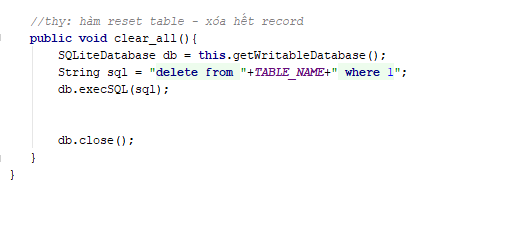 //thy: hàm reset table - xóa hết record
public void clear_all(){
SQLiteDatabase db = this.getWritableDatabase();
String sql = "delete from "+TABLE_NAME+" where 1";
db.execSQL(sql);
db.close();
}
}